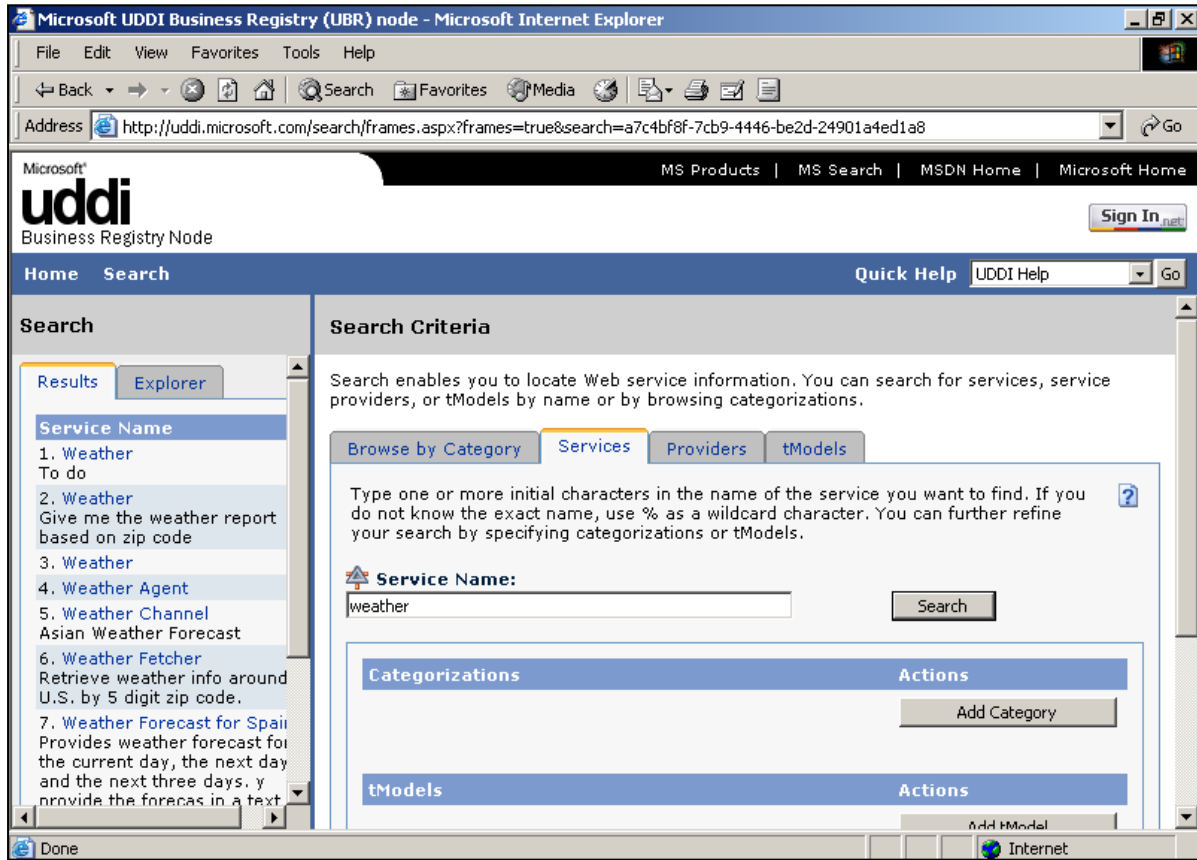 Microsoft UDDI Business Registry (UBR) node - Microsoft Internet Explorer
File Edit View Favorites Tools Help
Back Search Favorites Media
Address http://uddi.microsoft.com/search/frames.aspx?frames=true&search=a7c4bf8f-7cb9-4446-be2d-24901a4ed1a8 Go
MS Products | MS Search | MSDN Home | Microsoft Home
Microsoft
uddi
Business Registry Node
Sign In .net
Home Search Quick Help UDDI Help Go
Search
Results Explorer
Service Name
1. Weather
To do
2. Weather
Give me the weather report
based on zip code
3. Weather
4. Weather Agent
5. Weather Channel
Asian Weather Forecast
6. Weather Fetcher
Retrieve weather info around
U.S. by 5 digit zip code.
7. Weather Forecast for Spain
Provides weather forecast for
the current day, the next day
and the next three days. y
provide the forecas in a text
Search Criteria
Search enables you to locate Web service information. You can search for services, service
providers, or tModels by name or by browsing categorizations.
Browse by Category Services Providers tModels
Type one or more initial characters in the name of the service you want to find. If you
do not know the exact name, use % as a wildcard character. You can further refine
your search by specifying categorizations or tModels.
Service Name:
weather Search
Categorizations Actions
Add Category
tModels Actions
Add tModel
Done Internet